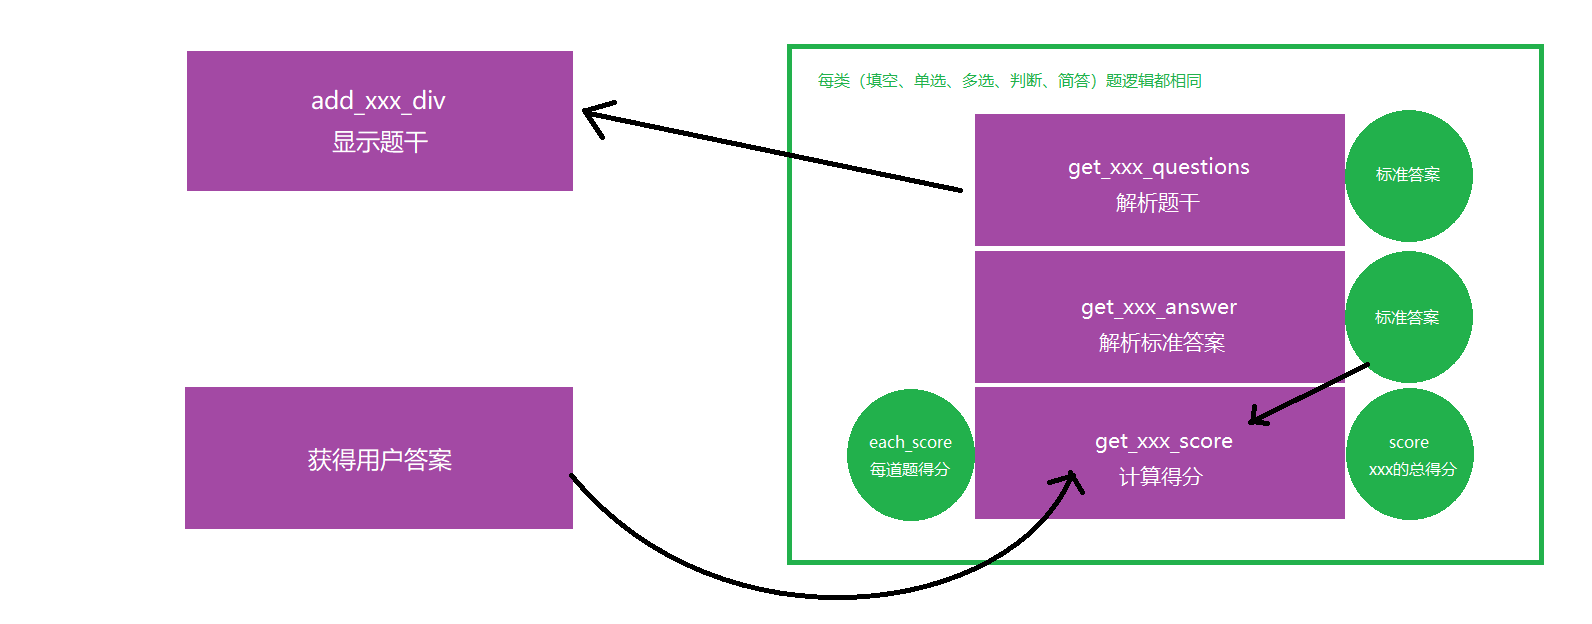 add_xxx_div
显示题干
每类（填空、单选、多选、判断、简答）题逻辑都相同
get_xxx_questions
解析题干
标准答案
get_xxx_answer
解析标准答案
标准答案
获得用户答案
each_score
每道题得分
get_xxx_score
计算得分
score
xxx的总得分